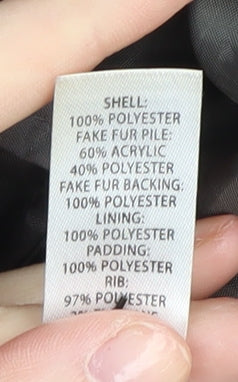 SHELL:
100% POLYESTER
FAKE FUR PILE:
60% ACRYLIC
40% POLYESTER
FAKE FUR BACKING:
100% POLYESTER
LINING:
100% POLYESTER
PADDING:
100% POLYESTER
RIB:
97% POLYESTER